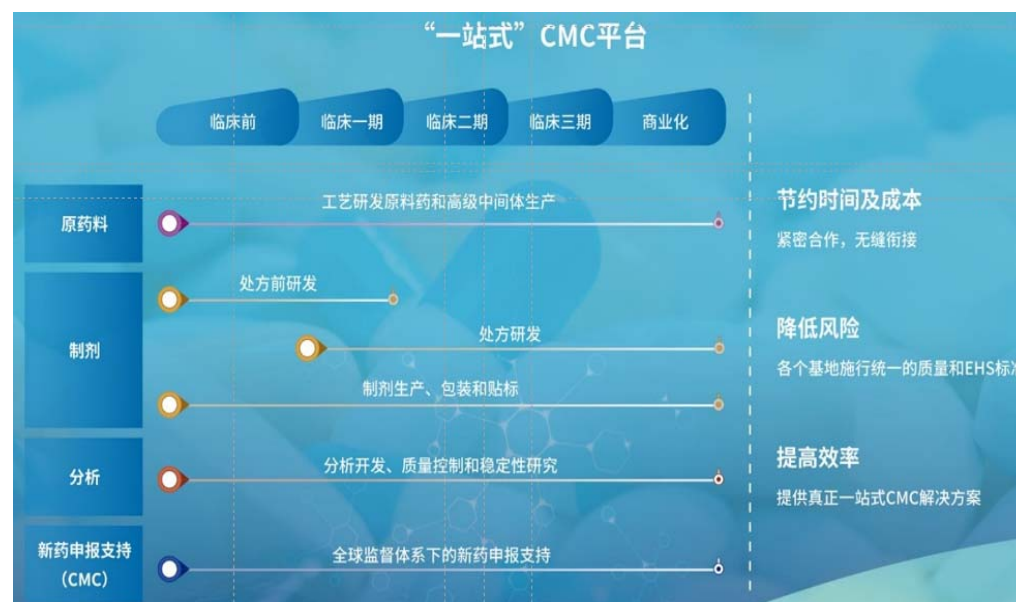 “一站式”CMC平台
临床前 临床一期 临床二期 临床三期 商业化
原药料
工艺研发原料药和高级中间体生产
节约时间及成本
紧密合作，无缝衔接
制剂
处方前研发
处方研发
制剂生产、包装和贴标
降低风险
各个基地施行统一的质量和EHS标准
分析
分析开发、质量控制和稳定性研究
提高效率
提供真正一站式CMC解决方案
新药申报支持
（CMC）
全球监督体系下的新药申报支持